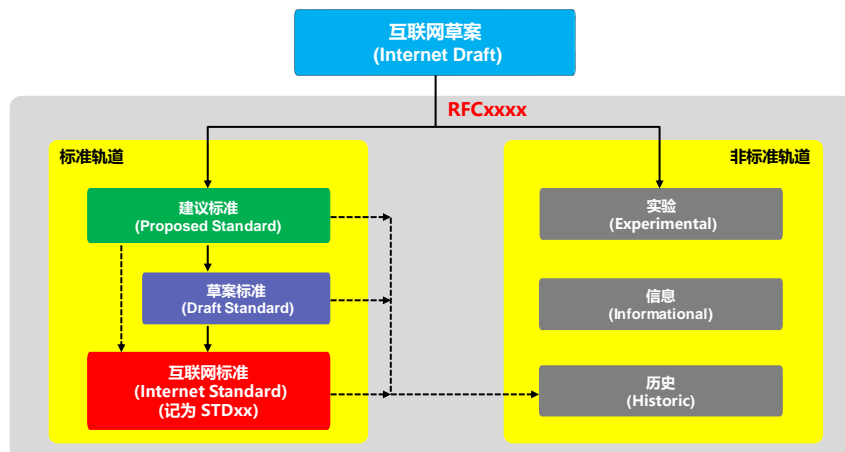 互联网草案
(Internet Draft)
RFCxxxx
标准轨道
非标准轨道
建议标准
(Proposed Standard)
实验
(Experimental)
草案标准
(Draft Standard)
信息
(Informational)
互联网标准
(Internet Standard)
(记为 STDxx)
历史
(Historic)